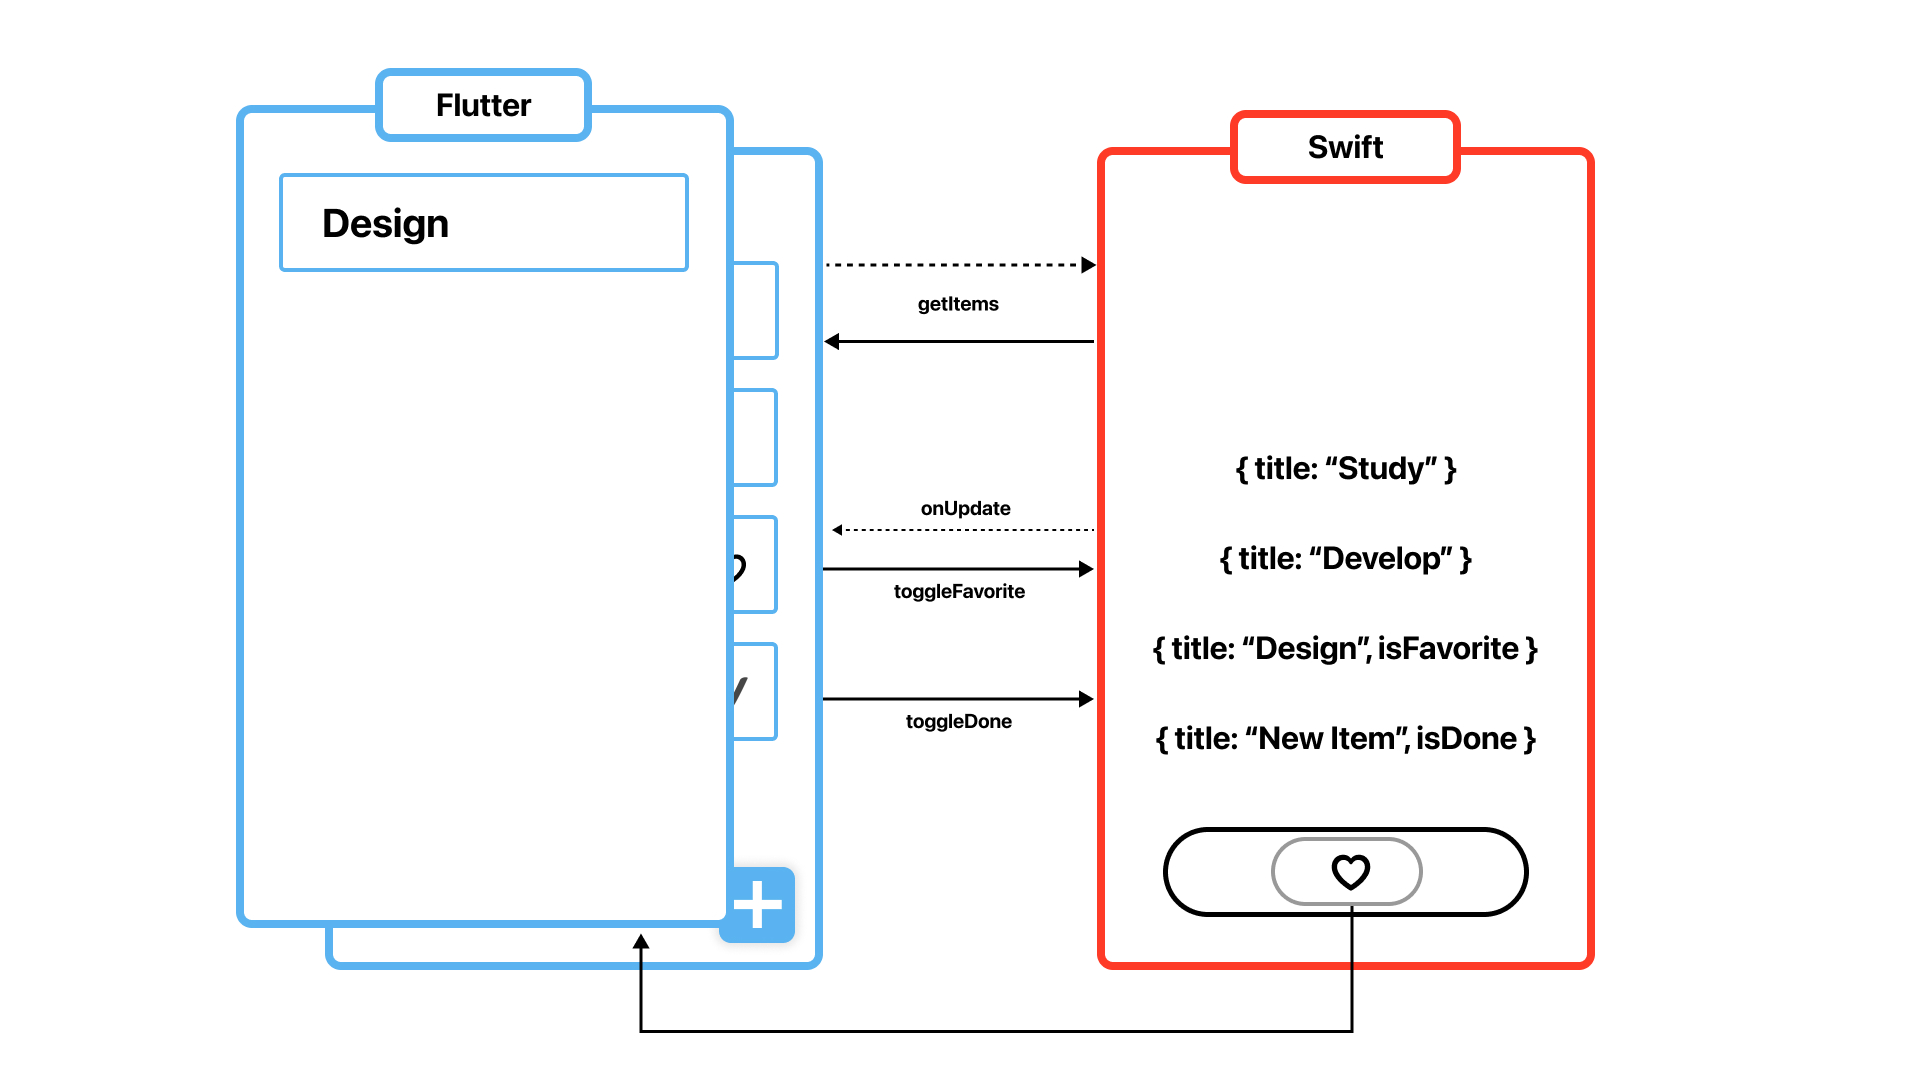 Flutter
Design
getItems
onUpdate
toggleFavorite
toggleDone
Swift
{ title: “Study” }
{ title: “Develop” }
{ title: “Design”, isFavorite }
{ title: “New Item”, isDone }